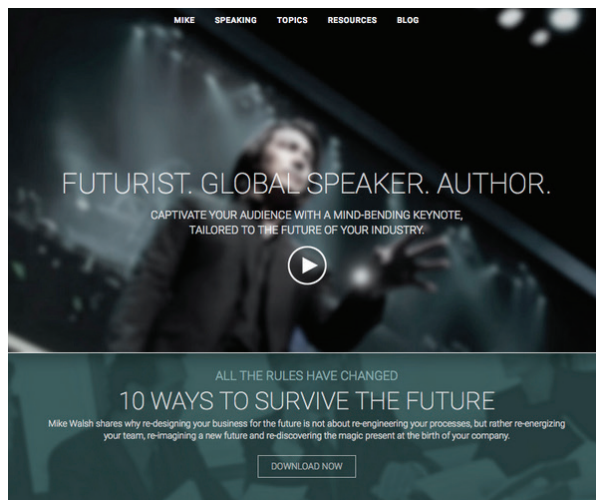 MIKE SPEAKING TOPICS RESOURCES BLOG
FUTURIST. GLOBAL SPEAKER. AUTHOR.
CAPTIVATE YOUR AUDIENCE WITH A MIND-BENDING KEYNOTE,
TAILORED TO THE FUTURE OF YOUR INDUSTRY.
ALL THE RULES HAVE CHANGED
10 WAYS TO SURVIVE THE FUTURE
Mike Walsh shares why re-designing your business for the future is not about re-engineering your processes, but rather re-energizing
your team, re-imagining a new future and re-discovering the magic present at the birth of your company.
DOWNLOAD NOW